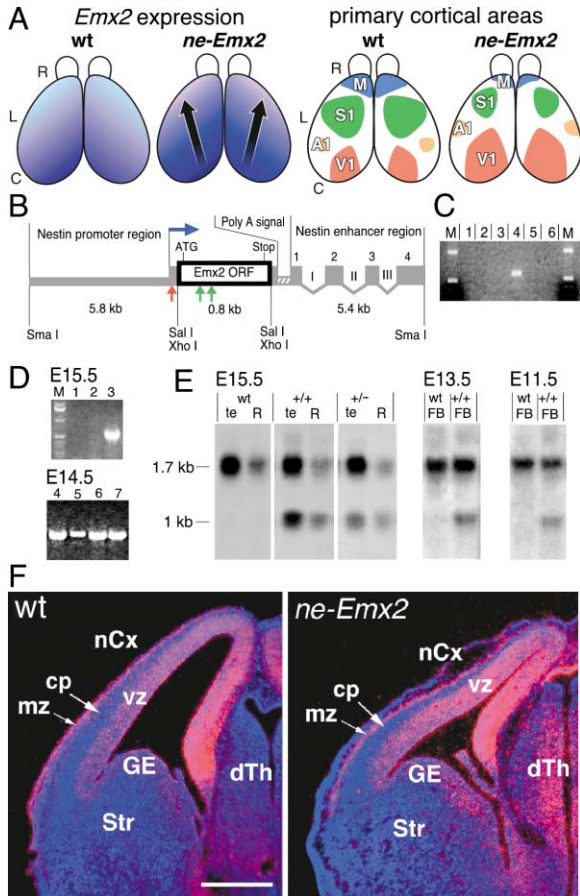 A
Emx2 expression
wt
ne-Emx2
R
L
C
primary cortical areas
wt
ne-Emx2
R
L
C
M
S1
A1
V1
M
S1
A1
V1
B
Nestin promoter region
Poly A signal
Nestin enhancer region
ATG
Stop
1 2 3 4
Emx2 ORF
I II III
5.8 kb
0.8 kb
5.4 kb
Sma I
Sal I
Xho I
Sal I
Xho I
Sma I
C
M 1 2 3 4 5 6 M
D
E15.5
M 1 2 3
E14.5
4 5 6 7
E
E15.5
wt
te R
+/+
te R
+/-
te R
E13.5
wt +/+
FB FB
E11.5
wt +/+
FB FB
1.7 kb
1 kb
F
wt
nCx
cp
mz
vz
GE
dTh
Str
ne-Emx2
nCx
cp
mz
vz
GE
dTh
Str